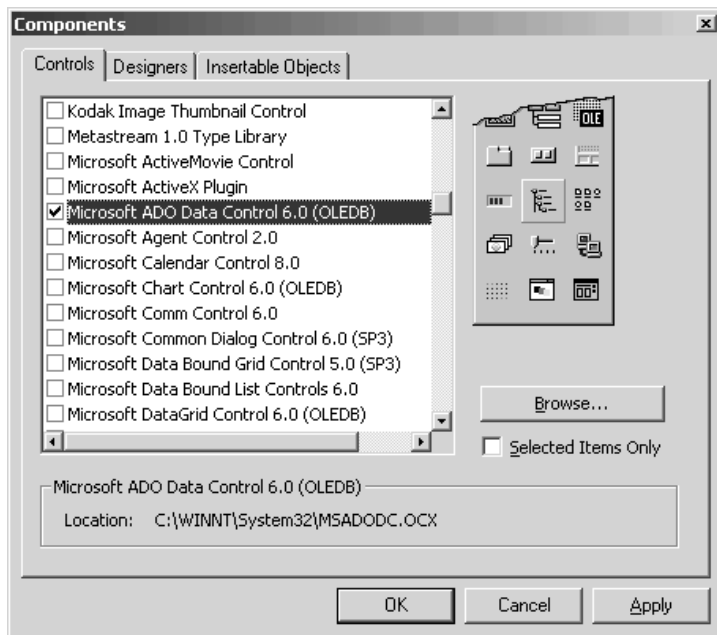 Components
Controls Designers Insertable Objects
Kodak Image Thumbnail Control
Metastream 1.0 Type Library
Microsoft ActiveMovie Control
Microsoft ActiveX Plugin
Microsoft ADO Data Control 6.0 (OLEDB)
Microsoft Agent Control 2.0
Microsoft Calendar Control 8.0
Microsoft Chart Control 6.0 (OLEDB)
Microsoft Comm Control 6.0
Microsoft Common Dialog Control 6.0 (SP3)
Microsoft Data Bound Grid Control 5.0 (SP3)
Microsoft Data Bound List Controls 6.0
Microsoft DataGrid Control 6.0 (OLEDB)
OLE
Browse...
Selected Items Only
Microsoft ADO Data Control 6.0 (OLEDB)
Location: C:\WINNT\System32\MSADODC.OCX
OK Cancel Apply